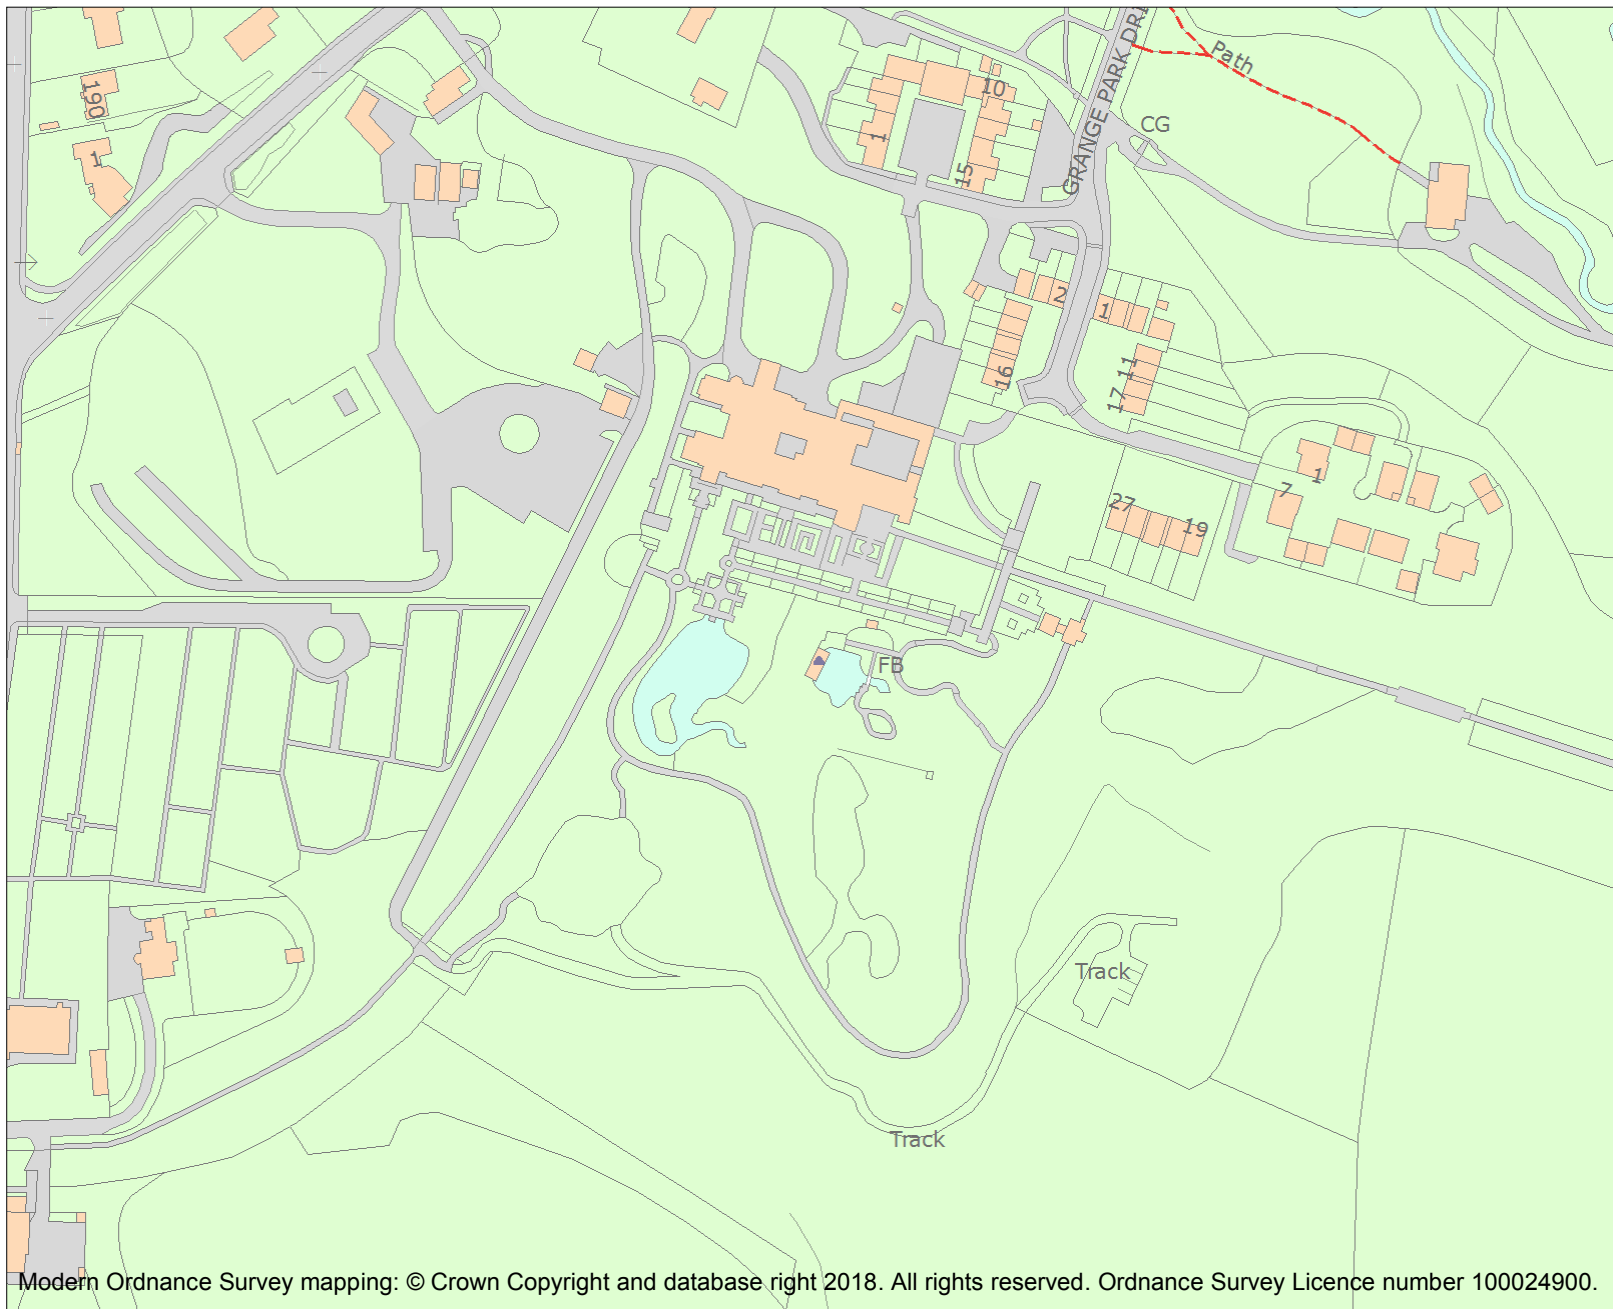 GRANGE PARK DRI
Path
190
10
CG
1
1
15
2
1
11
16
17
1
7
27
19
FB
Track
Track
Modern Ordnance Survey mapping: © Crown Copyright and database right 2018. All rights reserved. Ordnance Survey Licence number 100024900.